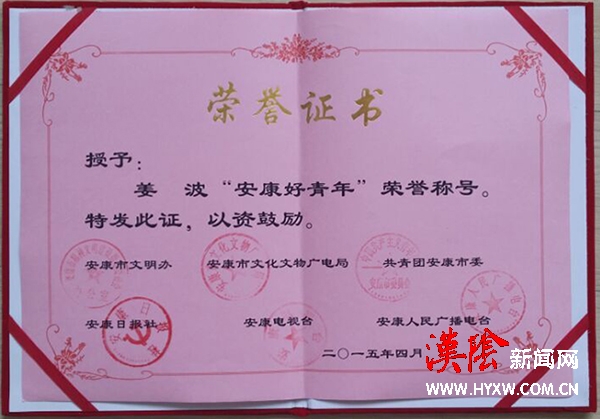 荣誉证书
授予：
姜　波“安康好青年”荣誉称号。
特发此证，以资鼓励。
安康市文明办　安康市文化文物广电局　共青团安康市委
安康日报社　安康电视台　安康人民广播电台
二〇一五年四月
汉阴新闻网
WWW.HYXW.COM.CN